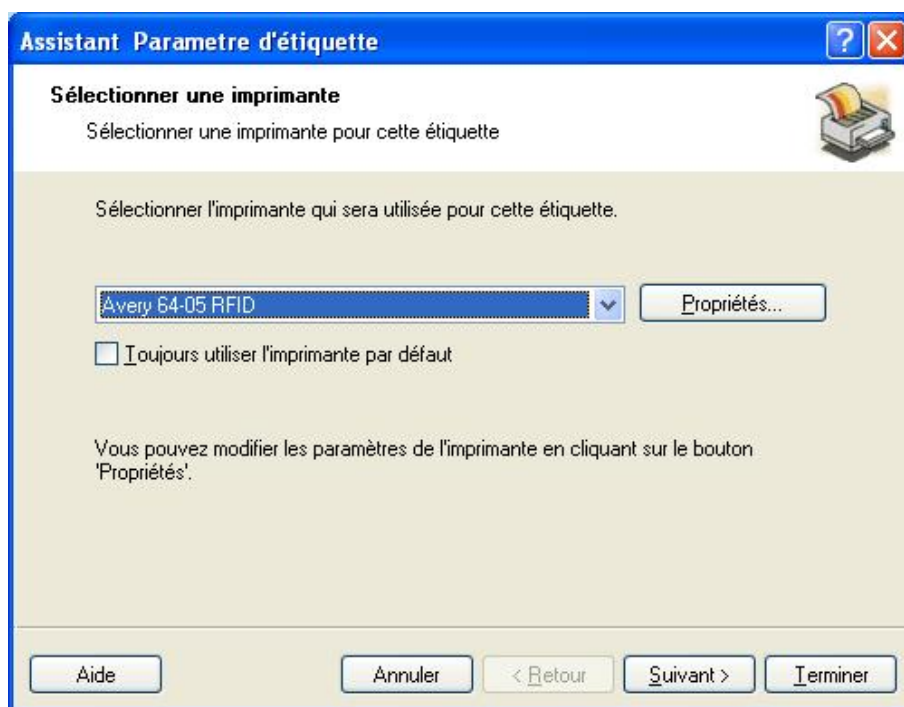 Assistant Parametre d'étiquette
Sélectionner une imprimante
Sélectionner une imprimante pour cette étiquette
Sélectionner l'imprimante qui sera utilisée pour cette étiquette.
Avery 64-05 RFID
Propriétés...
Toujours utiliser l'imprimante par défaut
Vous pouvez modifier les paramètres de l'imprimante en cliquant sur le bouton
'Propriétés'.
Aide
Annuler
< Retour
Suivant >
Terminer